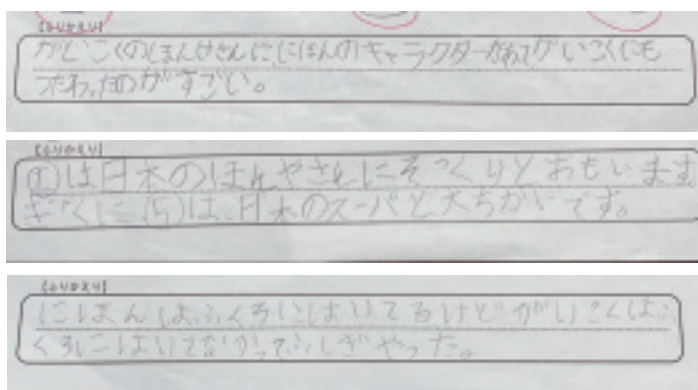 【ふりかえり】
がいこくのほんやさんににほんのキャラクターがあってがいこくにも
つたわったのがすごい。
【ふりかえり】
①は日本のほんやさんにそっくりとおもいます
ぎゃくに⑤は、日本のスーパと大ちがいです。
【ふりかえり】
にほんはふくろにはいてるけどがいこくはふ
くろにはいてなかってふしぎやった。